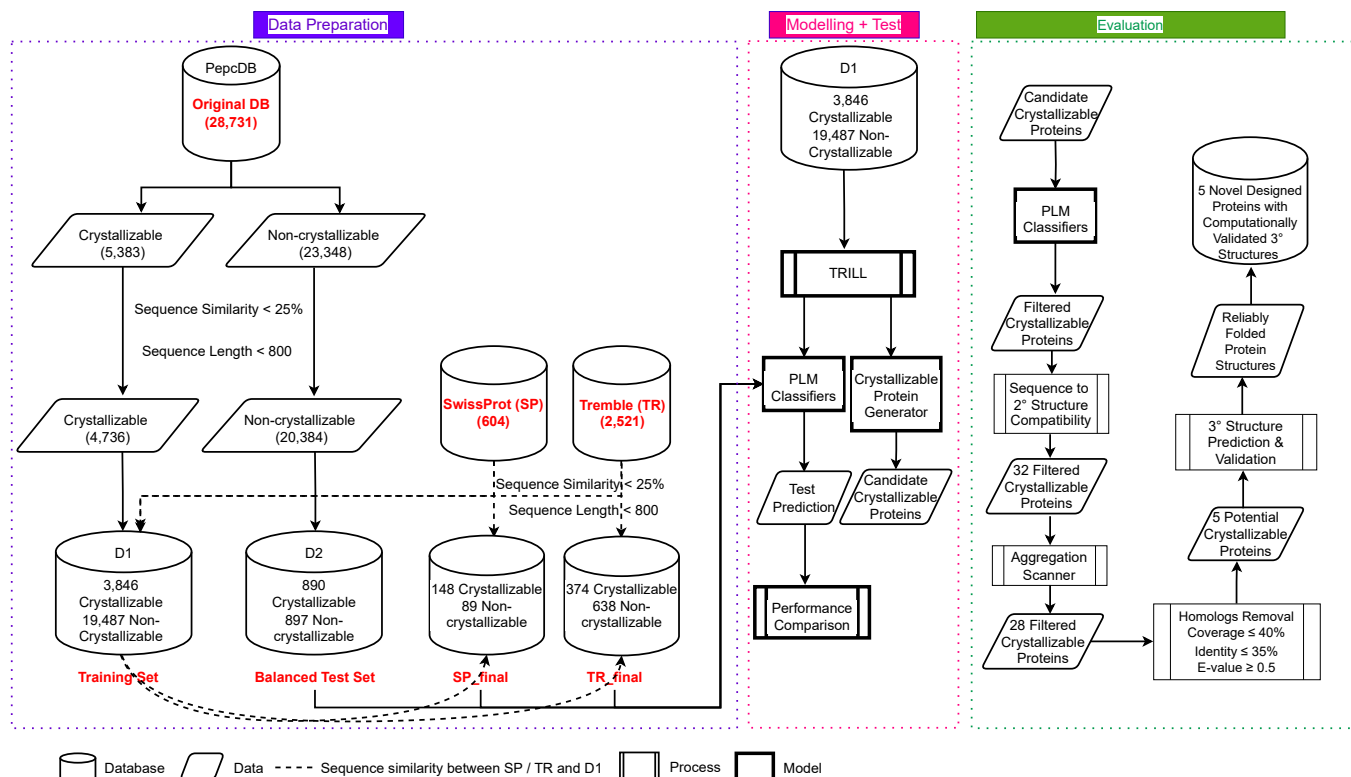 Data Preparation
Modelling + Test
Evaluation
PepcDB
Original DB
(28,731)
Crystallizable
(5,383)
Non-crystallizable
(23,348)
Sequence Similarity < 25%
Sequence Length < 800
Crystallizable
(4,736)
Non-crystallizable
(20,384)
SwissProt (SP)
(604)
Tremble (TR)
(2,521)
Sequence Similarity < 25%
Sequence Length < 800
D1
3,846
Crystallizable
19,487 Non-
Crystallizable
Training Set
D2
890
Crystallizable
897 Non-
crystallizable
Balanced Test Set
148 Crystallizable
89 Non-
crystallizable
SP_final
374 Crystallizable
638 Non-
crystallizable
TR_final
D1
3,846
Crystallizable
19,487 Non-
Crystallizable
TRILL
PLM
Classifiers
Crystallizable
Protein
Generator
Test
Prediction
Candidate
Crystallizable
Proteins
Performance
Comparison
Candidate
Crystallizable
Proteins
PLM
Classifiers
Filtered
Crystallizable
Proteins
Sequence to
2° Structure
Compatibility
32 Filtered
Crystallizable
Proteins
Aggregation
Scanner
28 Filtered
Crystallizable
Proteins
Homologs Removal
Coverage ≤ 40%
Identity ≤ 35%
E-value ≥ 0.5
5 Potential
Crystallizable
Proteins
3° Structure
Prediction &
Validation
Reliably
Folded
Protein
Structures
5 Novel Designed
Proteins with
Computationally
Validated 3°
Structures
Database
Data
Sequence similarity between SP / TR and D1
Process
Model